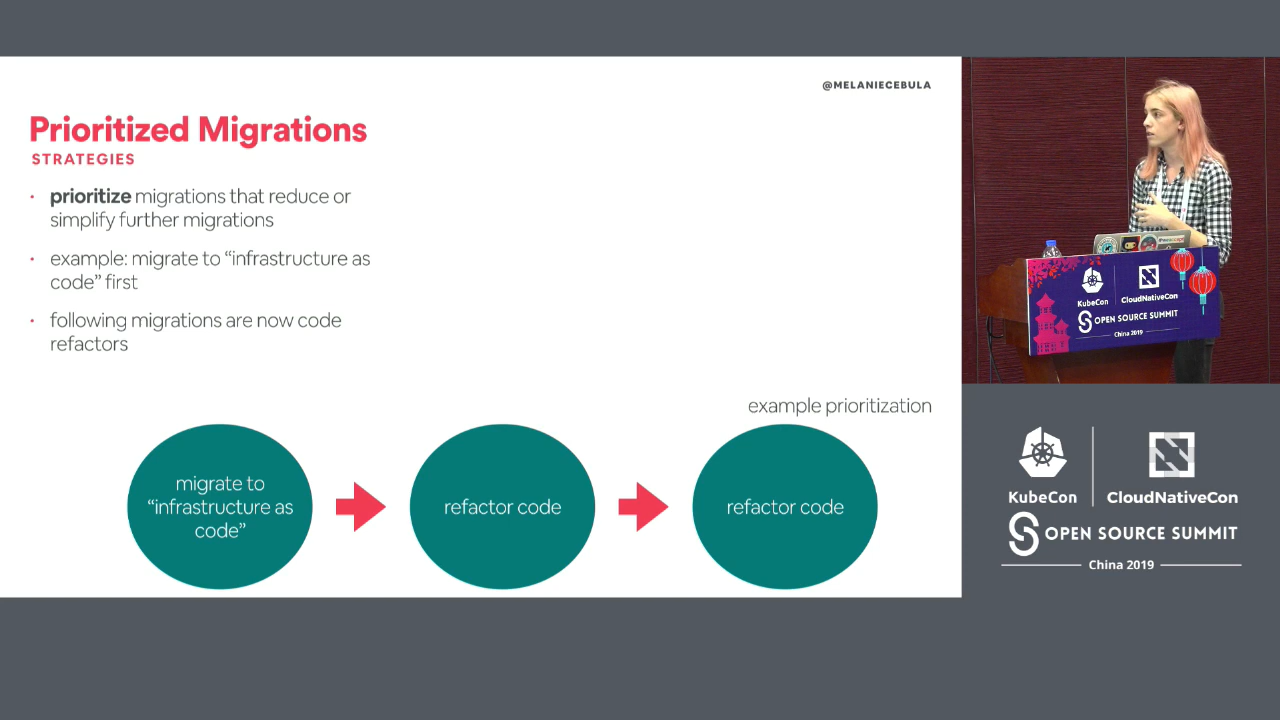 @MELANIECEBULA
Prioritized Migrations
STRATEGIES
• prioritize migrations that reduce or
simplify further migrations
• example: migrate to “infrastructure as
code” first
• following migrations are now code
refactors
example prioritization
migrate to
“infrastructure as
code”
refactor code
refactor code
KubeCon
CloudNativeCon
OPEN SOURCE SUMMIT
China 2019
KubeCon
CloudNativeCon
OPEN SOURCE SUMMIT
China 2019